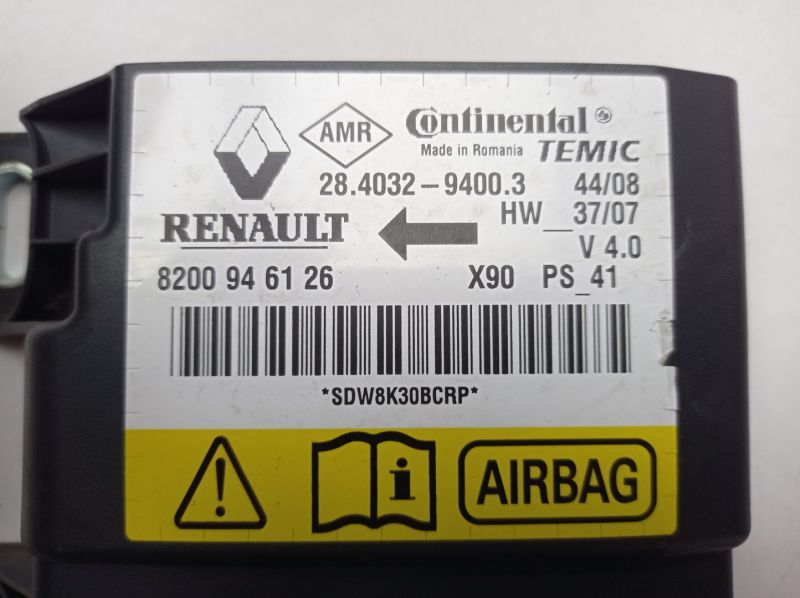 AMR Continental®
Made in Romania TEMIC
28.4032-9400.3 44/08
RENAULT HW__37/07
V 4.0
8200 94 61 26 X90 PS_41
*SDW8K30BCRP*
! i AIRBAG